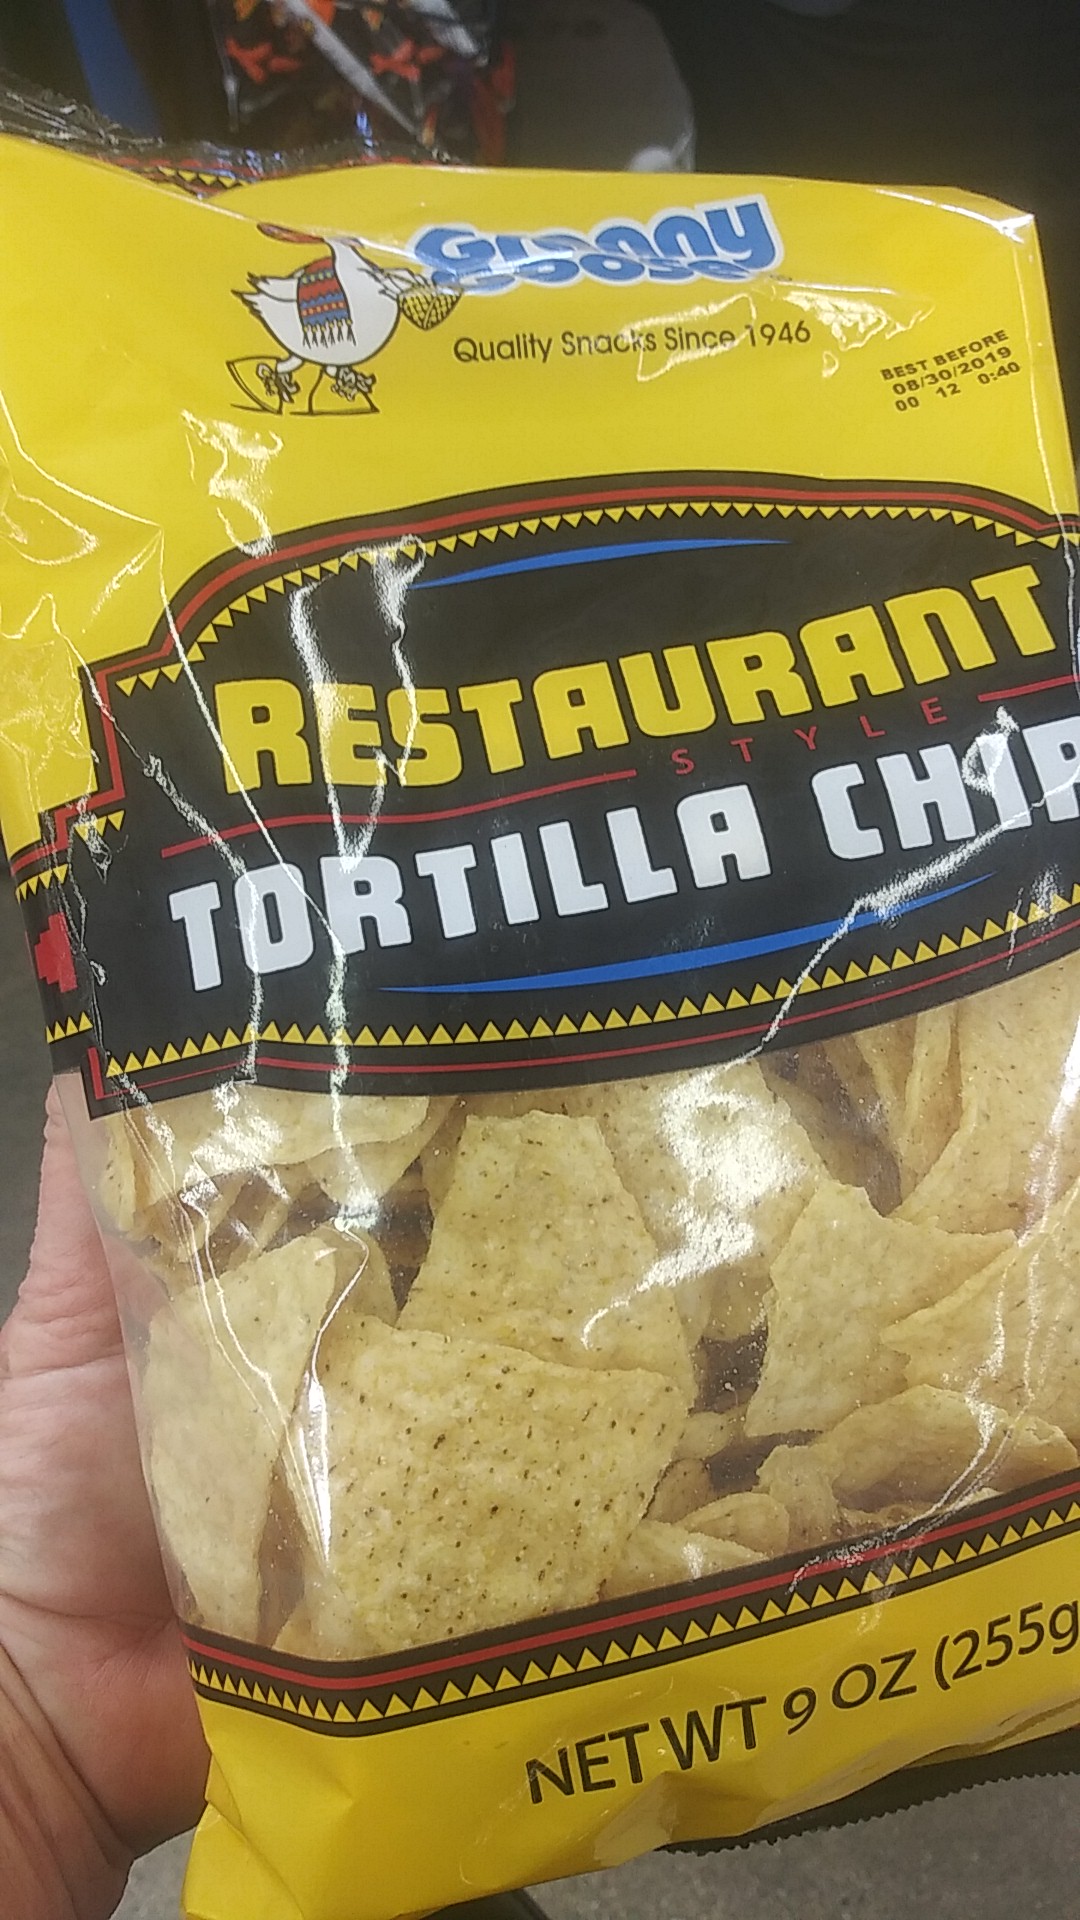 Granny
Goose
Quality Snacks Since 1946
BEST BEFORE
08/30/2019
00 12 0:40
RESTAURANT
STYLE
TORTILLA CHIP
NET WT 9 OZ (255g